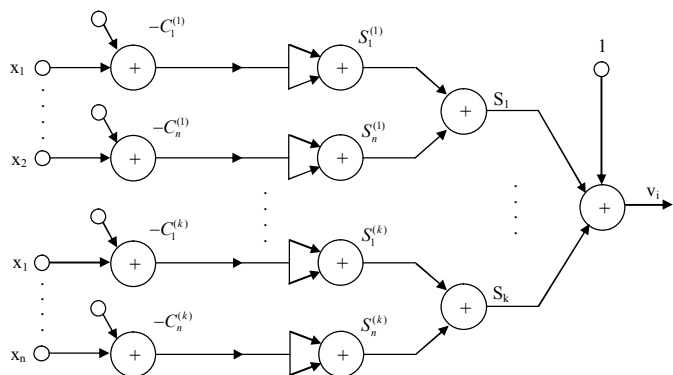 −C₁⁽¹⁾ S₁⁽¹⁾ 1
x₁ + +
S₁
+
−Cₙ⁽¹⁾ Sₙ⁽¹⁾
x₂ + +
vᵢ
+
−C₁⁽ᵏ⁾ S₁⁽ᵏ⁾
x₁ + +
Sₖ
+
−Cₙ⁽ᵏ⁾ Sₙ⁽ᵏ⁾
xₙ + +